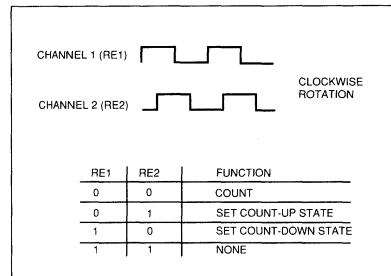 CHANNEL 1 (RE1)
CLOCKWISE
ROTATION
CHANNEL 2 (RE2)
RE1 RE2 FUNCTION
0 0 COUNT
0 1 SET COUNT-UP STATE
1 0 SET COUNT-DOWN STATE
1 1 NONE